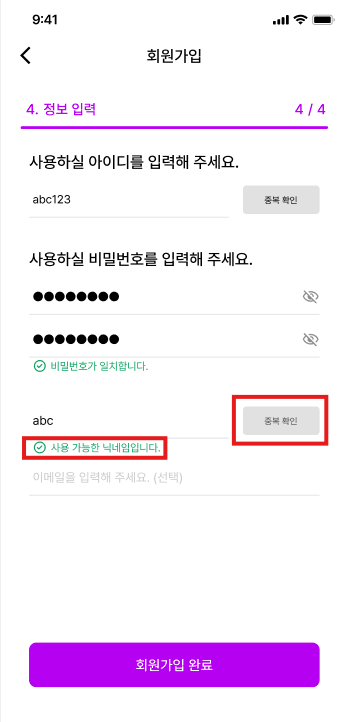 9:41
회원가입
4. 정보 입력 4 / 4
사용하실 아이디를 입력해 주세요.
abc123 중복 확인
사용하실 비밀번호를 입력해 주세요.
●●●●●●●●
●●●●●●●●
비밀번호가 일치합니다.
abc 중복 확인
사용 가능한 닉네임입니다.
이메일을 입력해 주세요. (선택)
회원가입 완료